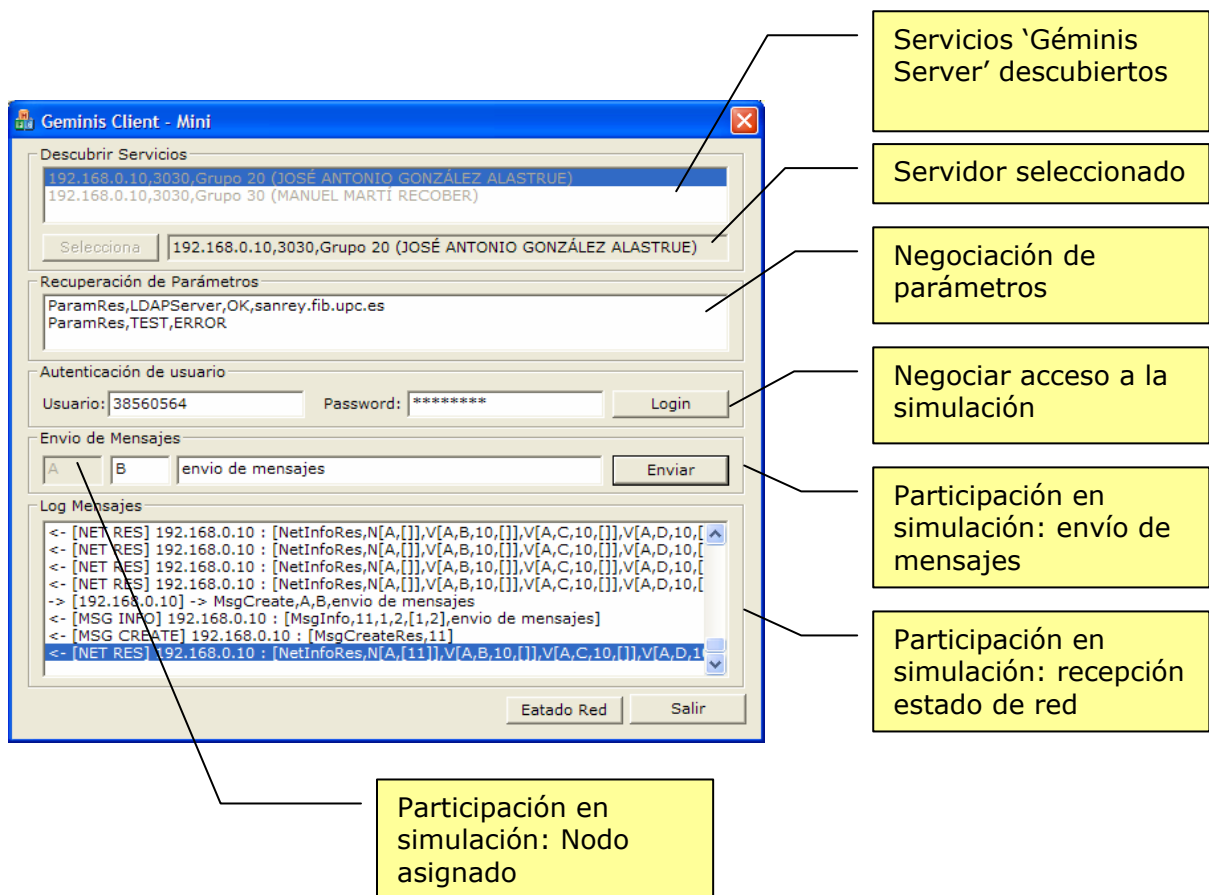 Servicios ‘Géminis
Server’ descubiertos
Geminis Client - Mini
Descubrir Servicios
192.168.0.10,3030,Grupo 20 (JOSÉ ANTONIO GONZÁLEZ ALASTRUE)
192.168.0.10,3030,Grupo 30 (MANUEL MARTÍ RECOBER)
Servidor seleccionado
Selecciona 192.168.0.10,3030,Grupo 20 (JOSÉ ANTONIO GONZÁLEZ ALASTRUE)
Negociación de
parámetros
Recuperación de Parámetros
ParamRes,LDAPServer,OK,sanrey.fib.upc.es
ParamRes,TEST,ERROR
Autenticación de usuario
Usuario: 38560564 Password: ******** Login
Negociar acceso a la
simulación
Envio de Mensajes
A B envio de mensajes Enviar
Participación en
simulación: envío de
mensajes
Log Mensajes
<- [NET RES] 192.168.0.10 : [NetInfoRes,N[A,[]],V[A,B,10,[]],V[A,C,10,[]],V[A,D,10,[
<- [NET RES] 192.168.0.10 : [NetInfoRes,N[A,[]],V[A,B,10,[]],V[A,C,10,[]],V[A,D,10,[
<- [NET RES] 192.168.0.10 : [NetInfoRes,N[A,[]],V[A,B,10,[]],V[A,C,10,[]],V[A,D,10,[
<- [NET RES] 192.168.0.10 : [NetInfoRes,N[A,[]],V[A,B,10,[]],V[A,C,10,[]],V[A,D,10,[
-> [192.168.0.10] -> MsgCreate,A,B,envio de mensajes
<- [MSG INFO] 192.168.0.10 : [MsgInfo,11,1,2,[1,2],envio de mensajes]
<- [MSG CREATE] 192.168.0.10 : [MsgCreateRes,11]
<- [NET RES] 192.168.0.10 : [NetInfoRes,N[A,[11]],V[A,B,10,[]],V[A,C,10,[]],V[A,D,1
Participación en
simulación: recepción
estado de red
Eatado Red Salir
Participación en
simulación: Nodo
asignado